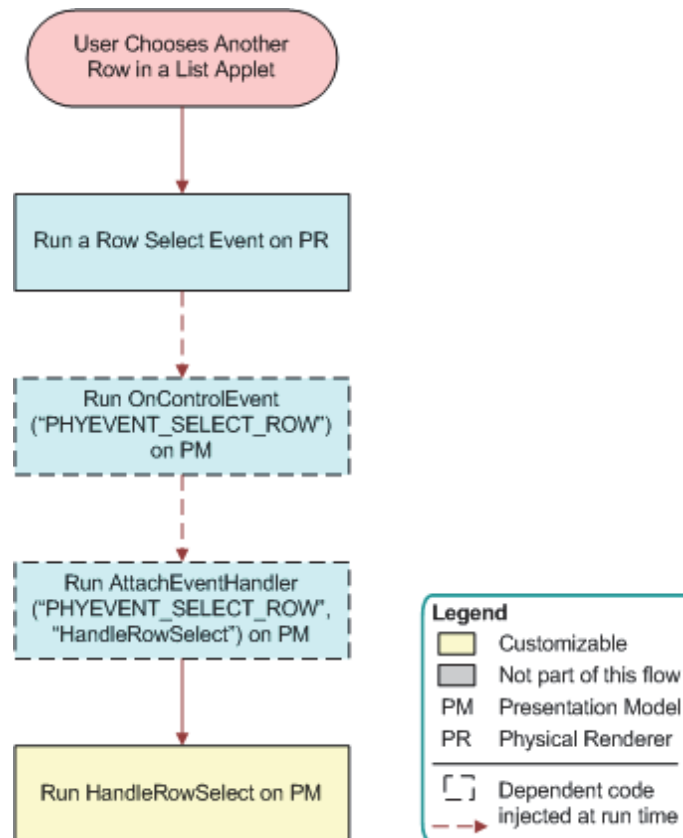 User Chooses Another
Row in a List Applet
Run a Row Select Event on PR
Run OnControlEvent
(“PHYEVENT_SELECT_ROW”)
on PM
Run AttachEventHandler
(“PHYEVENT_SELECT_ROW”,
“HandleRowSelect”) on PM
Run HandleRowSelect on PM
Legend
Customizable
Not part of this flow
PM Presentation Model
PR Physical Renderer
Dependent code
injected at run time